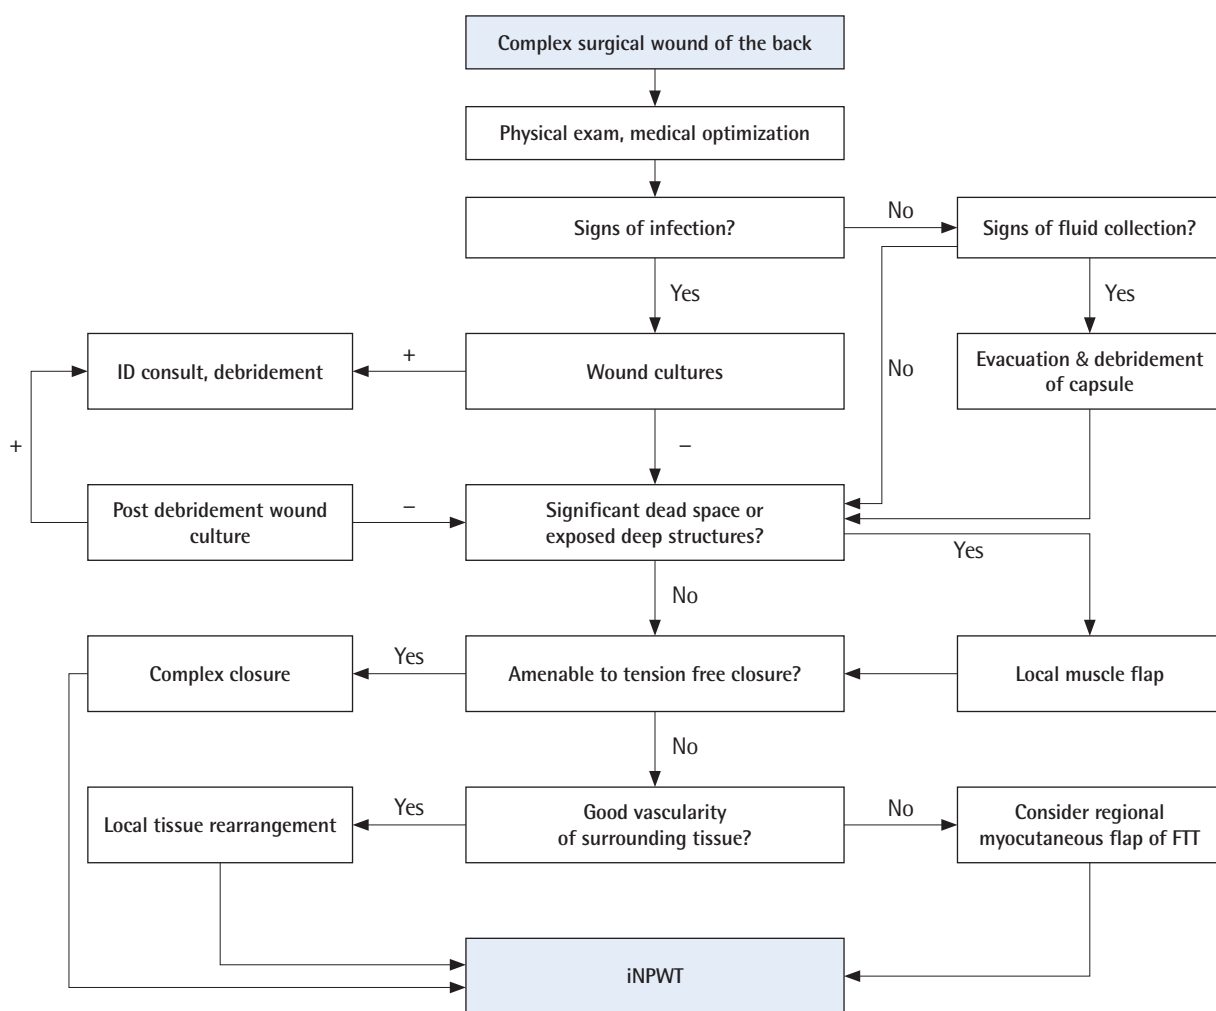 Complex surgical wound of the back
Physical exam, medical optimization
Signs of infection?
No
Signs of fluid collection?
Yes
Yes
ID consult, debridement
+
Wound cultures
No
Evacuation & debridement
of capsule
+
–
Post debridement wound
culture
–
Significant dead space or
exposed deep structures?
Yes
No
Complex closure
Yes
Amenable to tension free closure?
Local muscle flap
No
Local tissue rearrangement
Yes
Good vascularity
of surrounding tissue?
No
Consider regional
myocutaneous flap of FTT
iNPWT